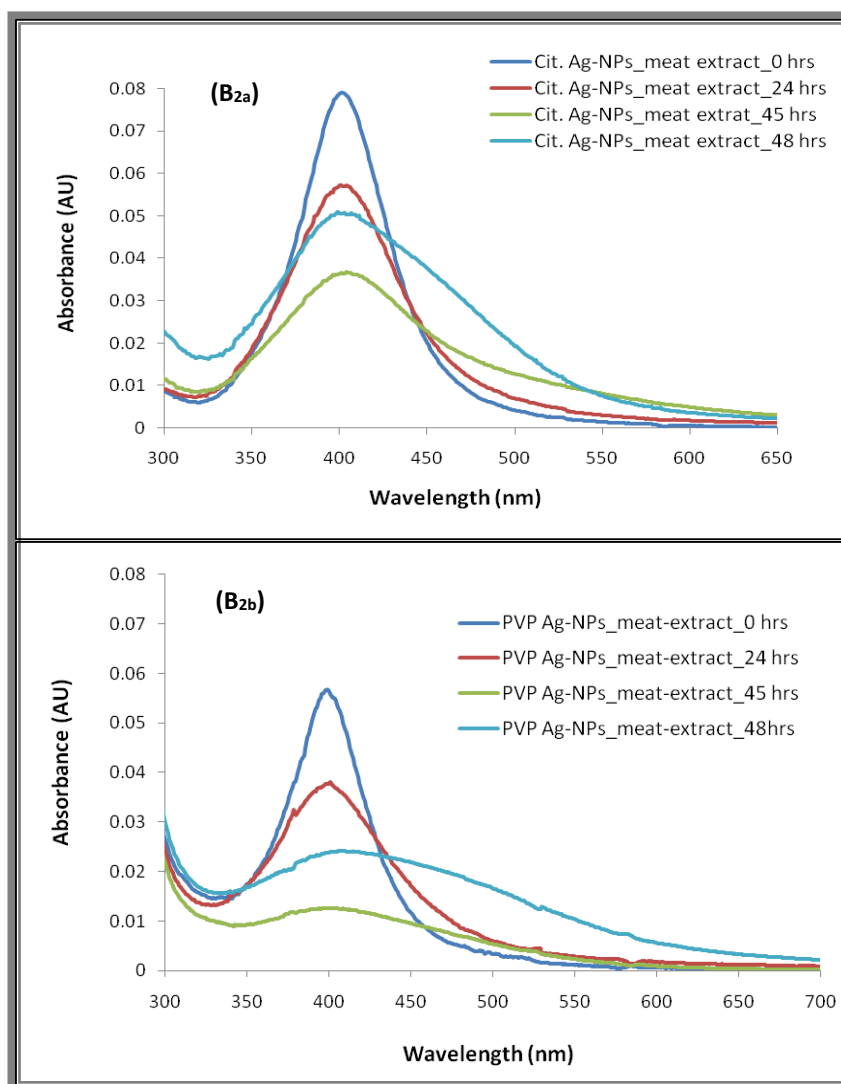 (B2a)
Cit. Ag-NPs_meat extract_0 hrs
Cit. Ag-NPs_meat extract_24 hrs
Cit. Ag-NPs_meat extrat_45 hrs
Cit. Ag-NPs_meat extract_48 hrs
Absorbance (AU)
0.08
0.07
0.06
0.05
0.04
0.03
0.02
0.01
0
300 350 400 450 500 550 600 650
Wavelength (nm)
(B2b)
PVP Ag-NPs_meat-extract_0 hrs
PVP Ag-NPs_meat-extract_24 hrs
PVP Ag-NPs_meat-extract_45 hrs
PVP Ag-NPs_meat-extract_48hrs
Absorbance (AU)
0.08
0.07
0.06
0.05
0.04
0.03
0.02
0.01
0
300 350 400 450 500 550 600 650 700
Wavelength (nm)